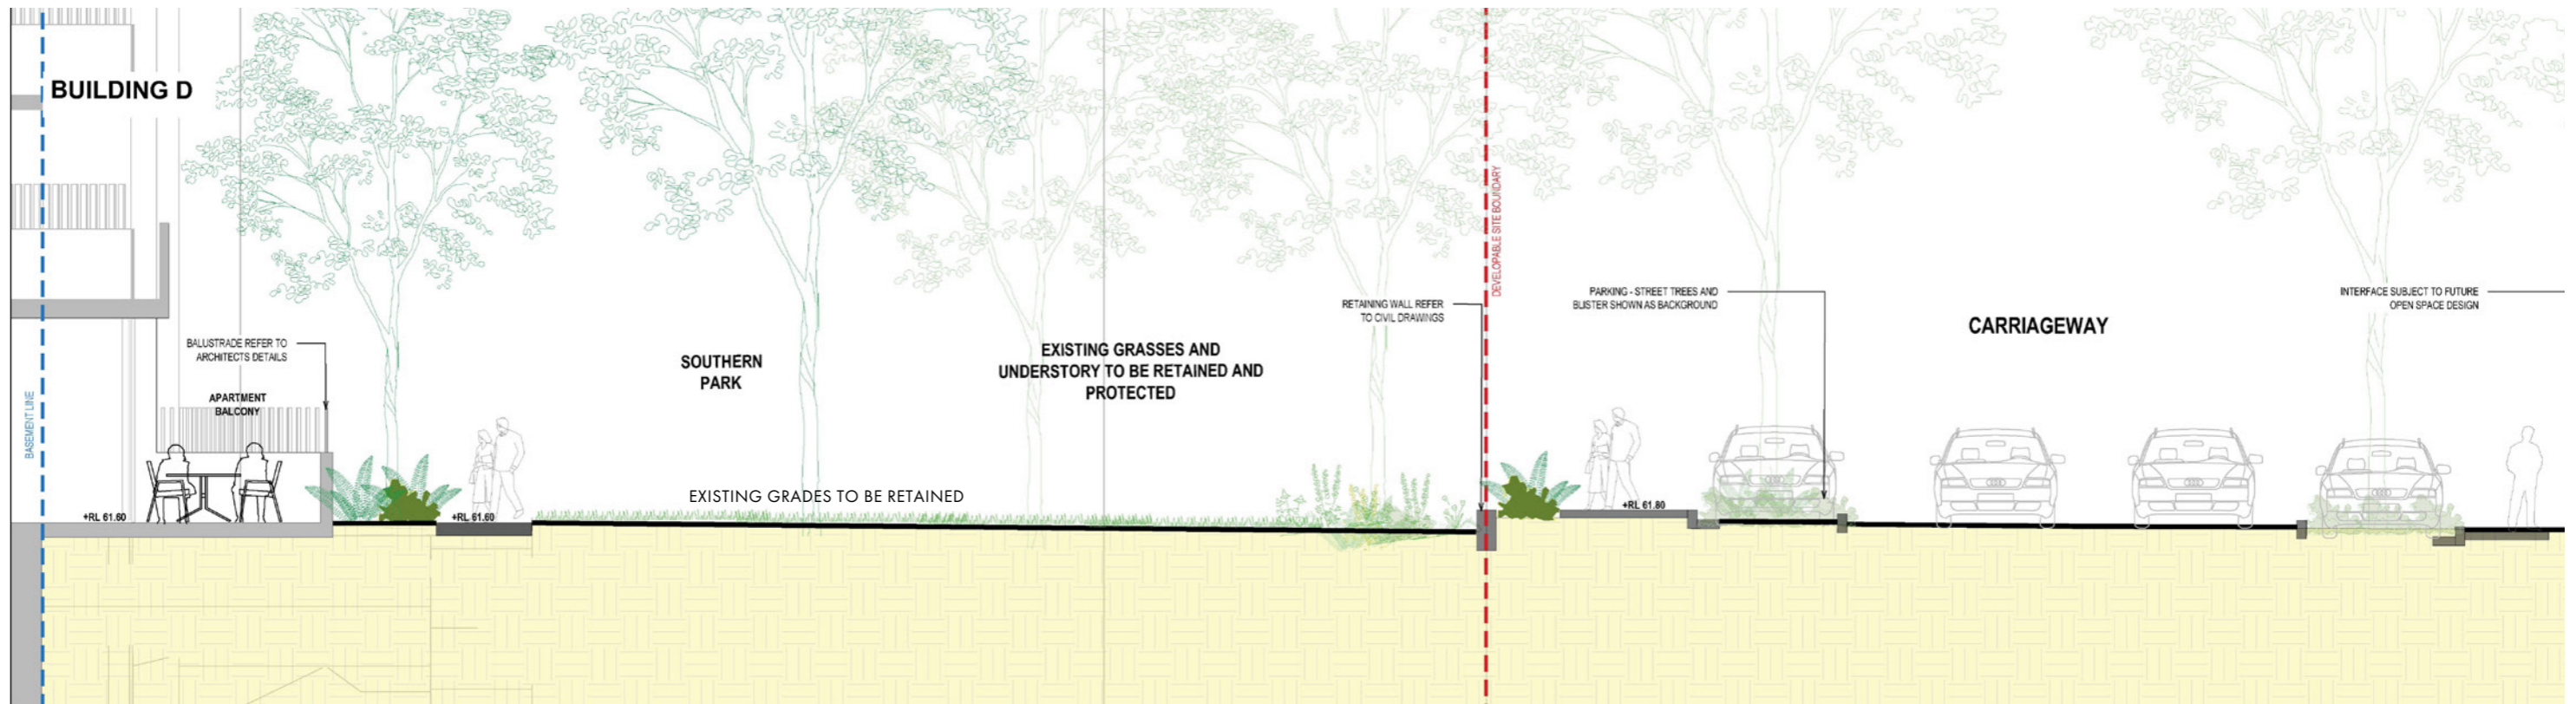 BUILDING D
BASEMENT LINE
BALUSTRADE REFER TO
ARCHITECTS DETAILS
APARTMENT
BALCONY
+RL 61.60
+RL 61.60
SOUTHERN
PARK
EXISTING GRADES TO BE RETAINED
EXISTING GRASSES AND
UNDERSTORY TO BE RETAINED AND
PROTECTED
RETAINING WALL REFER
TO CIVIL DRAWINGS
DEVELOPABLE SITE BOUNDARY
PARKING - STREET TREES AND
BLISTER SHOWN AS BACKGROUND
+RL 61.80
CARRIAGEWAY
INTERFACE SUBJECT TO FUTURE
OPEN SPACE DESIGN